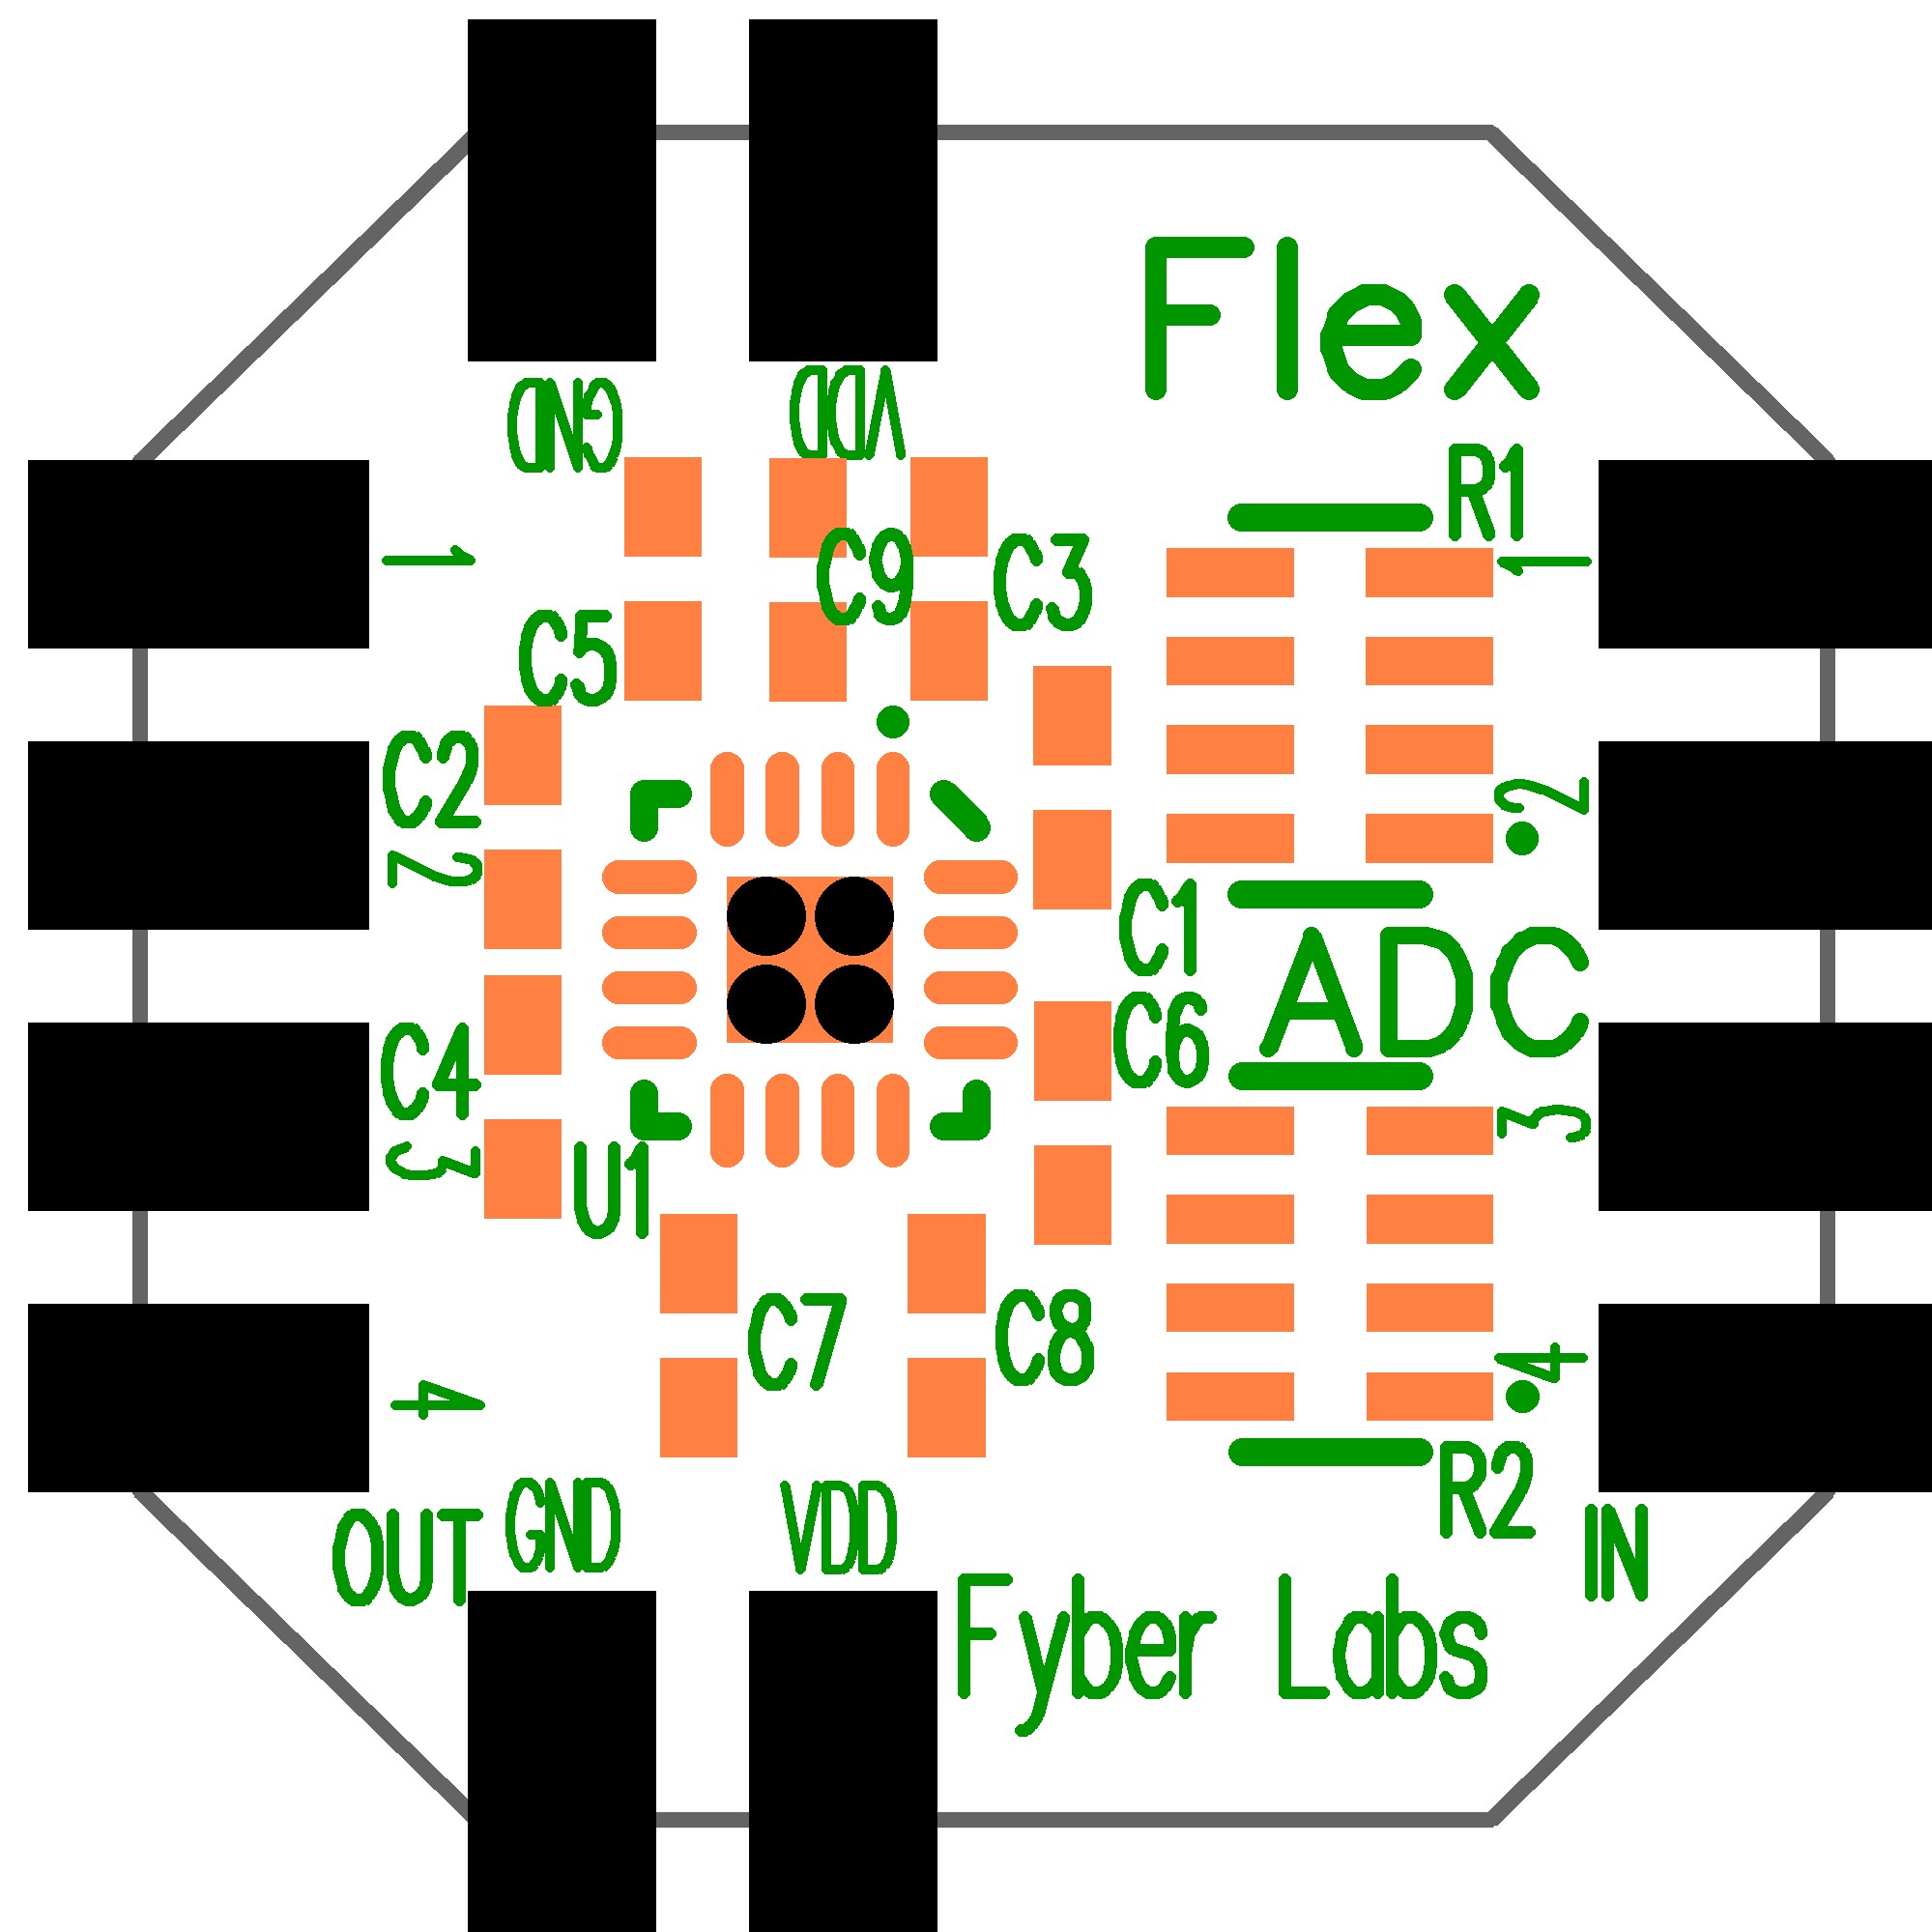 Flex
GND
VDD
R1
1
1
C9
C3
C5
C2
2
2
C1
ADC
C6
C4
3
3
U1
C7
C8
4
4
R2
GND
VDD
OUT
IN
Fyber Labs